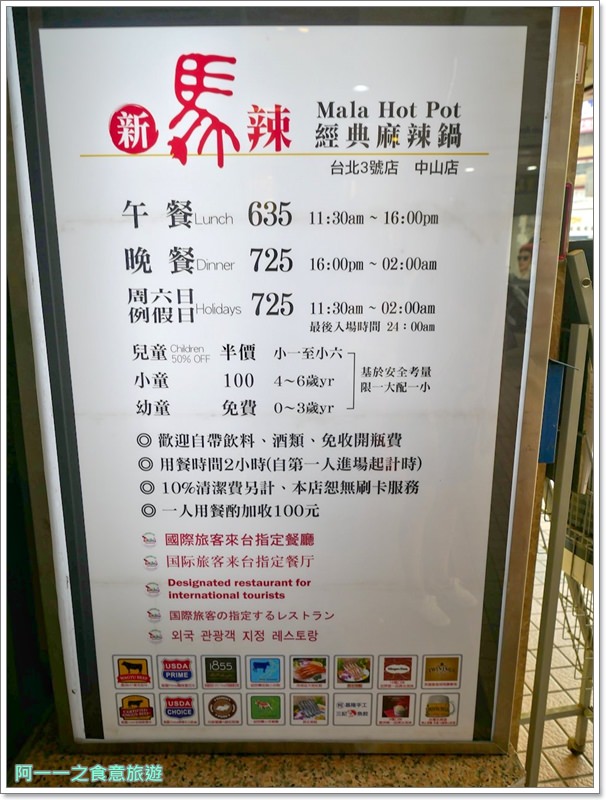 新馬辣 Mala Hot Pot
經典麻辣鍋
台北3號店 中山店
午餐 Lunch 635 11:30am ~ 16:00pm
晚餐 Dinner 725 16:00pm ~ 02:00am
周六日
例假日 Holidays 725 11:30am ~ 02:00am
最後入場時間 24：00am
兒童 Children 50% OFF 半價 小一至小六
小童 100 4~6歲yr
幼童 免費 0~3歲yr
基於安全考量
限一大配一小
◎ 歡迎自帶飲料、酒類、免收開瓶費
◎ 用餐時間2小時(自第一人進場起計時)
◎ 10%清潔費另計、本店恕無刷卡服務
◎ 一人用餐酌加收100元
國際旅客來台指定餐廳
国际旅客来台指定餐厅
Designated restaurant for
international tourists
国際旅客の指定するレストラン
외국 관광객 지정 레스토랑
USDA PRIME
1855
USDA CHOICE
阿一一之食意旅遊